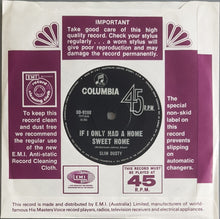 IMPORTANT
Take good care of this high
quality record. Check your stylus
regularly . . . a worn stylus will
give poor reproduction and may
damage the record permanently.
COLUMBIA
45 R.P.M.
IF I ONLY HAD A HOME
SWEET HOME
SLIM DUSTY
E.M.I.
To keep this
record clean
and dust free
we recommend
the regular use
of the new
E.M.I. Anti-static
Record Cleaning
Cloth.
The special
non-skid
label on
this record
prevents
slipping
on automatic
changers.
EMI
THIS RECORD MUST
BE PLAYED AT
45
R.P.M.
This record is made and distributed by E.M.I. (Australia) Limited, manufacturers of world-
famous His Masters Voice record players, radios, television receivers and electrical appliances.